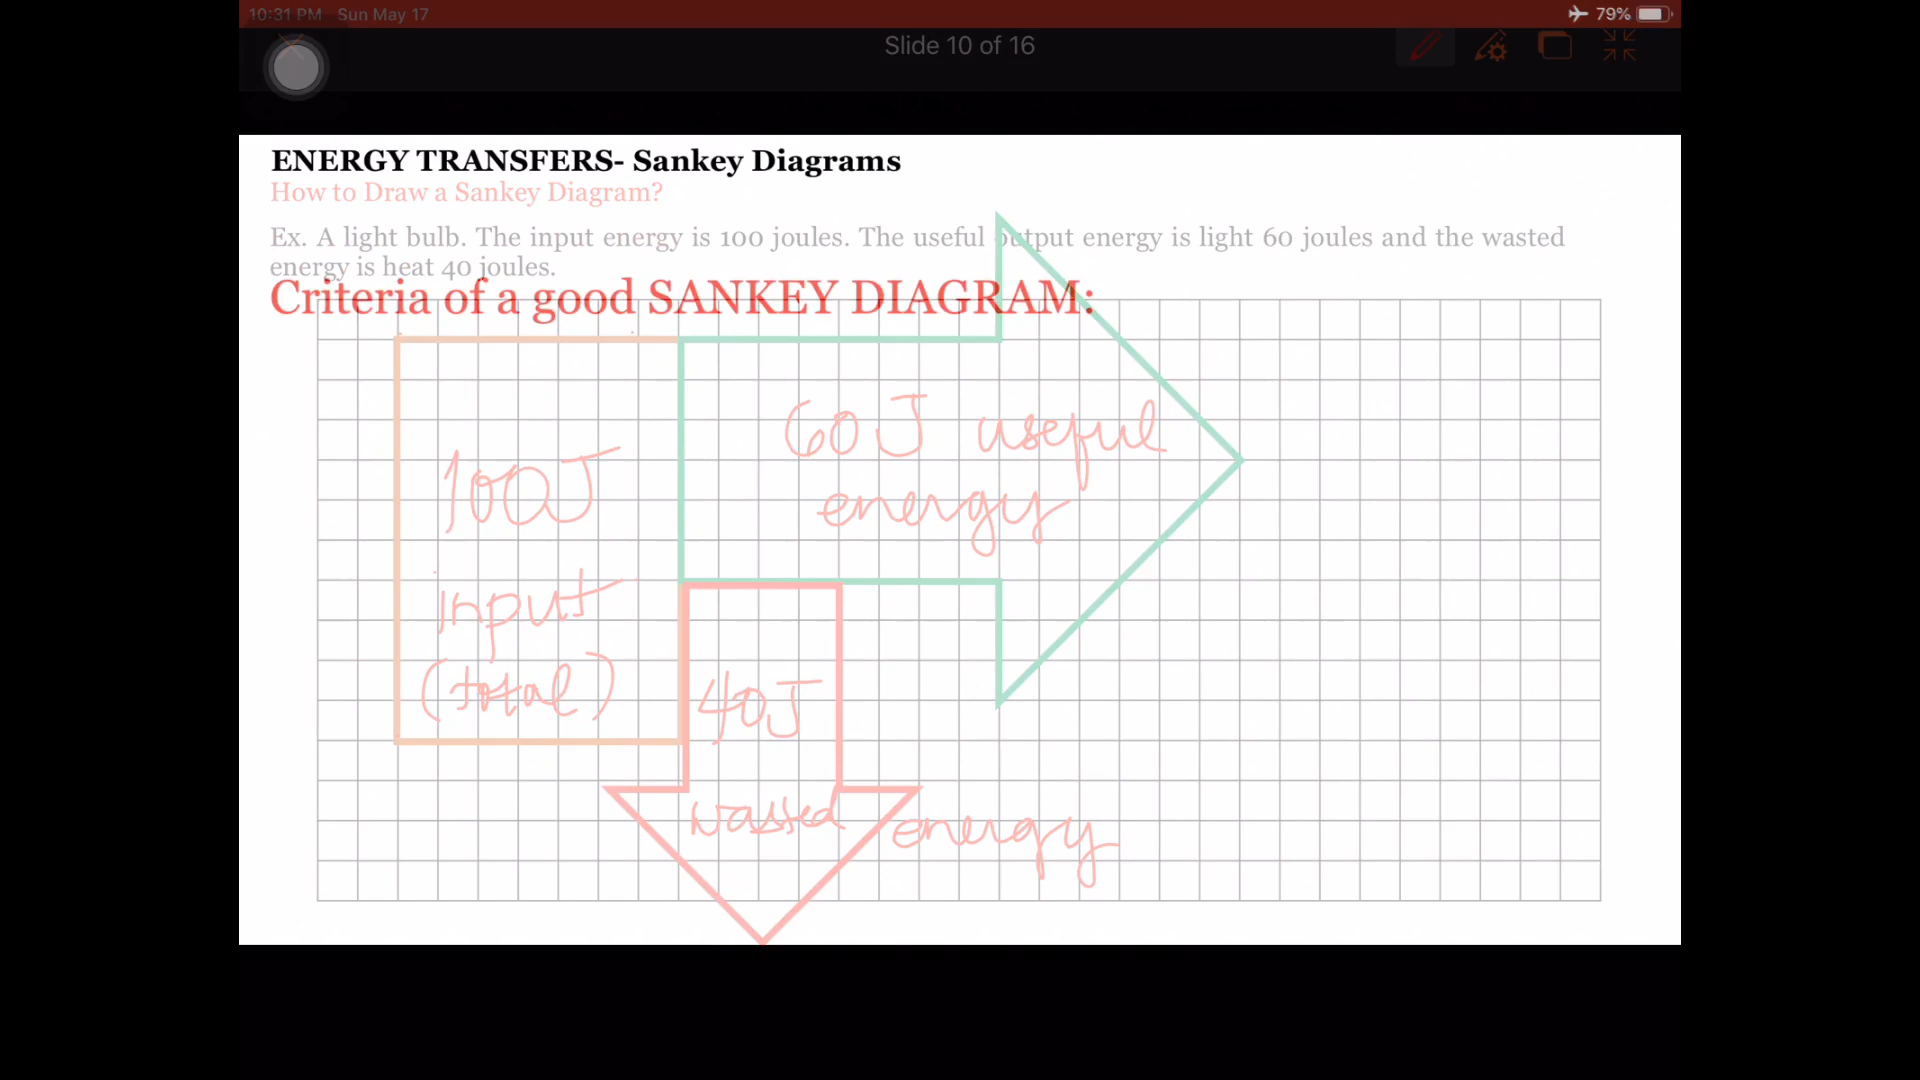 10:31 PM Sun May 17 79%
Slide 10 of 16
ENERGY TRANSFERS- Sankey Diagrams
How to Draw a Sankey Diagram?
Ex. A light bulb. The input energy is 100 joules. The useful output energy is light 60 joules and the wasted
energy is heat 40 joules.
Criteria of a good SANKEY DIAGRAM:
60 J useful
energy
100J
input
(total)
40J
wasted energy